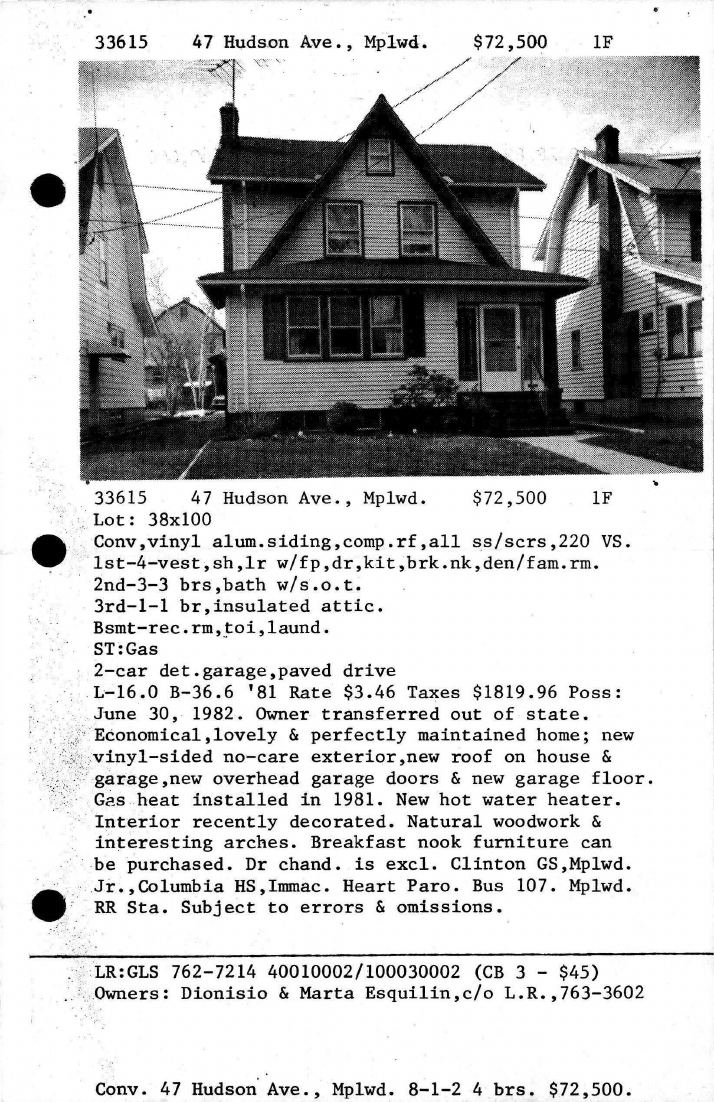 33615 47 Hudson Ave., Mplwd. $72,500 1F
33615 47 Hudson Ave., Mplwd. $72,500 1F
Lot: 38x100
Conv,vinyl alum.siding,comp.rf,all ss/scrs,220 VS.
1st-4-vest,sh,lr w/fp,dr,kit,brk.nk,den/fam.rm.
2nd-3-3 brs,bath w/s.o.t.
3rd-1-1 br,insulated attic.
Bsmt-rec.rm,toi,laund.
ST:Gas
2-car det.garage,paved drive
L-16.0 B-36.6 '81 Rate $3.46 Taxes $1819.96 Poss:
June 30, 1982. Owner transferred out of state.
Economical,lovely & perfectly maintained home; new
vinyl-sided no-care exterior,new roof on house &
garage,new overhead garage doors & new garage floor.
Gas heat installed in 1981. New hot water heater.
Interior recently decorated. Natural woodwork &
interesting arches. Breakfast nook furniture can
be purchased. Dr chand. is excl. Clinton GS,Mplwd.
Jr.,Columbia HS,Immac. Heart Paro. Bus 107. Mplwd.
RR Sta. Subject to errors & omissions.
LR:GLS 762-7214 40010002/100030002 (CB 3 - $45)
Owners: Dionisio & Marta Esquilin,c/o L.R.,763-3602
Conv. 47 Hudson Ave., Mplwd. 8-1-2 4 brs. $72,500.